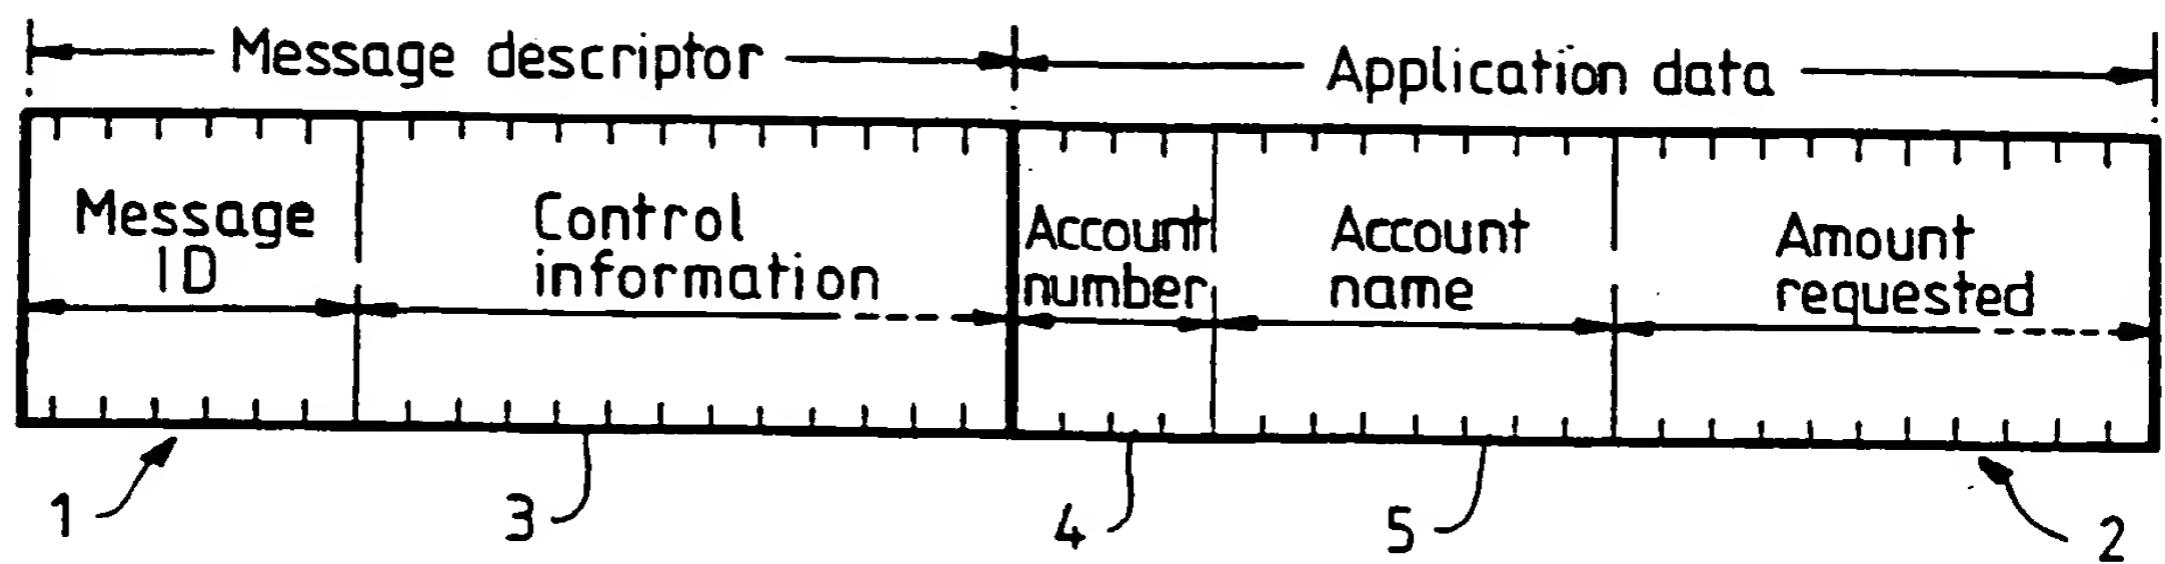 Message descriptor
Application data
Message
ID
Control
information
Account
number
Account
name
Amount
requested
1
3
4
5
2